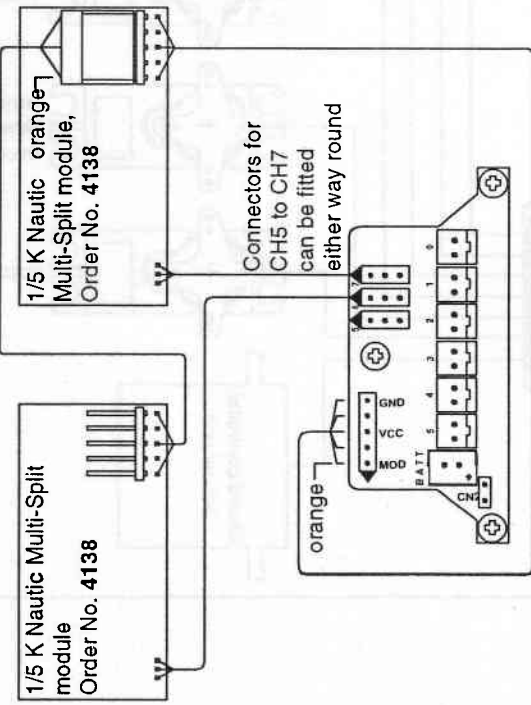 1/5 K Nautic Multi-Split
module
Order No. 4138
1/5 K Nautic orange
Multi-Split module,
Order No. 4138
Connectors for
CH5 to CH7
can be fitted
either way round
orange
MOD
VCC
GND
5
7
BATT
+
5
4
3
2
1
0